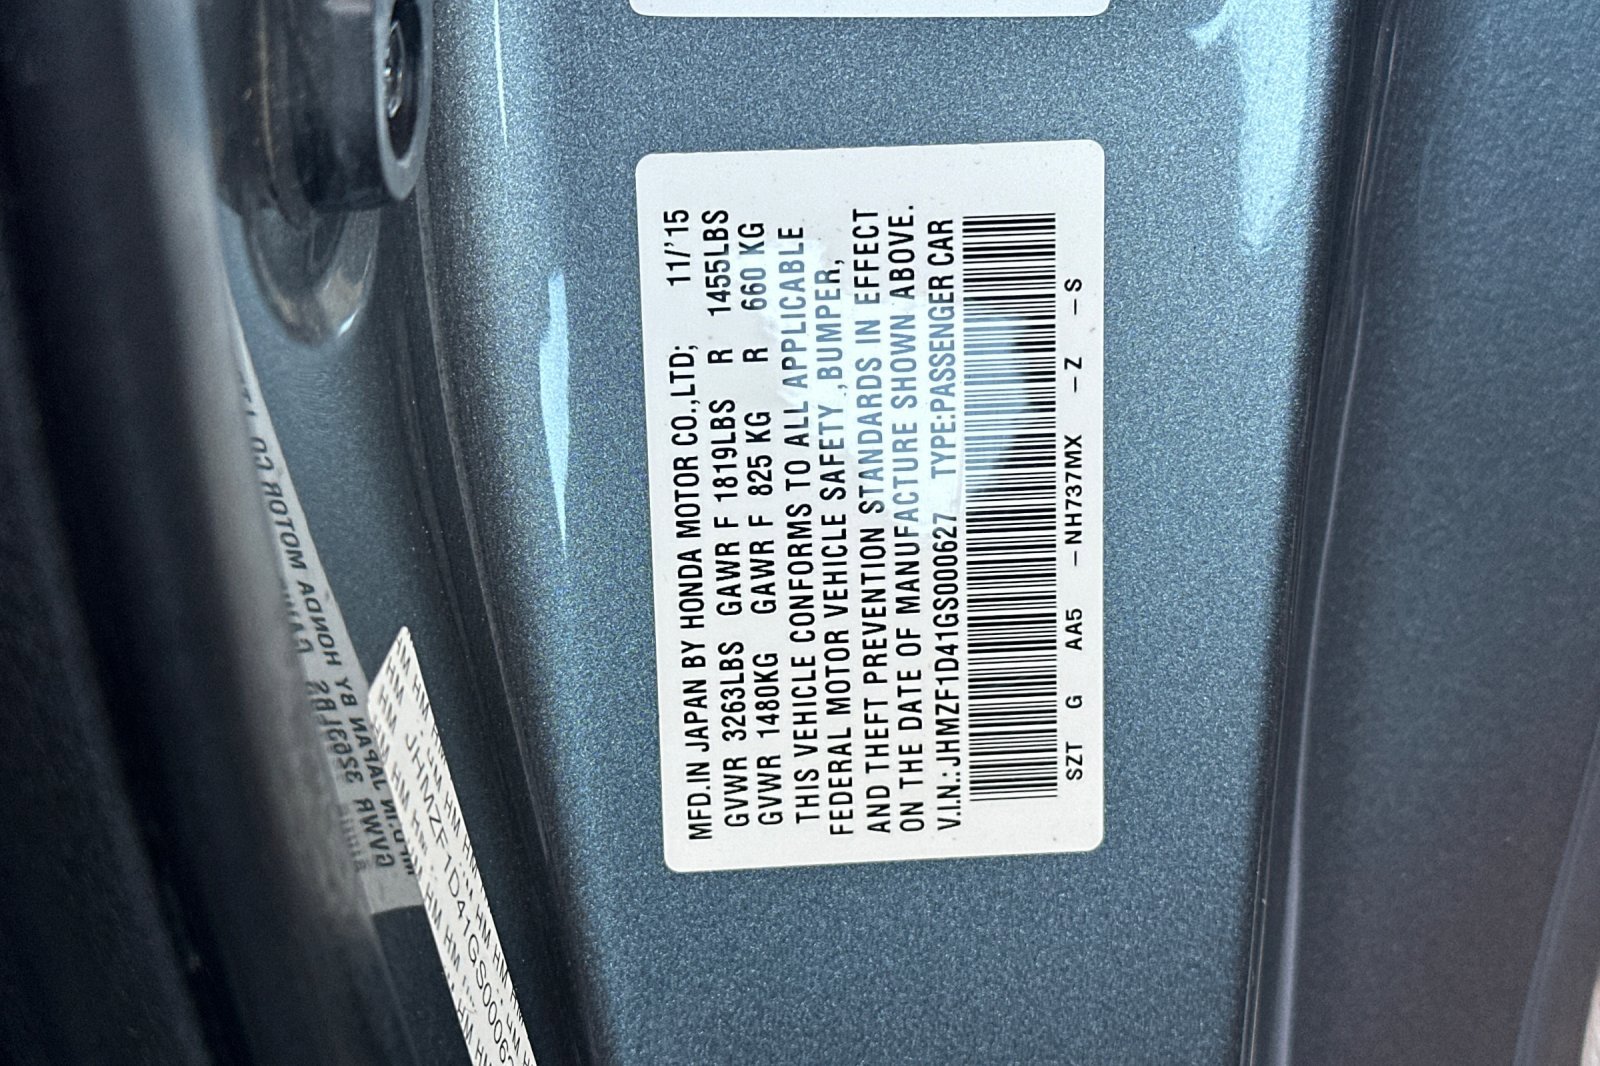 MFD.IN JAPAN BY HONDA MOTOR CO.,LTD; 11/'15
GVWR 3263LBS GAWR F 1819LBS R 1455LBS
GVWR 1480KG GAWR F 825 KG R 660 KG
THIS VEHICLE CONFORMS TO ALL APPLICABLE
FEDERAL MOTOR VEHICLE SAFETY ,BUMPER,
AND THEFT PREVENTION STANDARDS IN EFFECT
ON THE DATE OF MANUFACTURE SHOWN ABOVE.
V.I.N.:JHMZF1D41GS000627 TYPE:PASSENGER CAR
SZT G AA5 -NH737MX -Z -S
JHMZF1D41GS00062